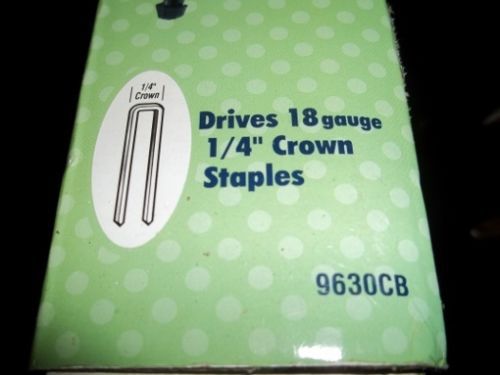 1/4"
Crown
Drives 18 gauge
1/4" Crown
Staples
9630CB